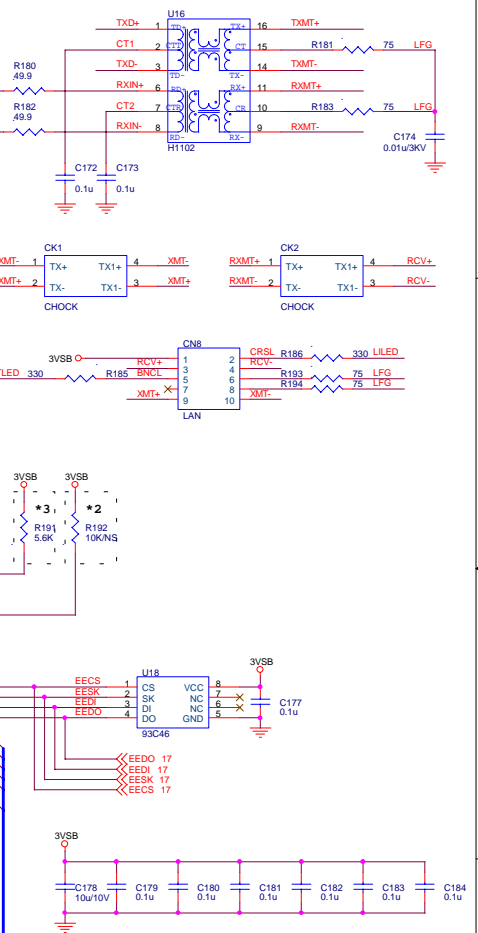 U16
TXD+ 1 TD+ TX+ 16 TXMT+
CT1 2 CTT CT 15 R181 75 LFG
TXD- 3 TD- TX- 14 TXMT-
R180
49.9
RXIN+ 6 RD+ RX+ 11 RXMT+
CT2 7 CTR CR 10 R183 75 LFG
R182
49.9
RXIN- 8 RD- RX- 9 RXMT-
H1102
C174
0.01u/3KV
C172
0.1u
C173
0.1u
CK1
XMT- 1 TX+ TX1+ 4 XMT-
XMT+ 2 TX- TX1- 3 XMT+
CHOCK
CK2
RXMT+ 1 TX+ TX1+ 4 RCV+
RXMT- 2 TX- TX1- 3 RCV-
CHOCK
CN8
3VSB 1 2 CRSL R186 330 LILED
RCV+ 3 4 RCV-
TLED 330 R185 BNCL 5 6 R193 75 LFG
7 8 R194 75 LFG
XMT+ 9 10 XMT-
LAN
3VSB 3VSB
*3 *2
R191
5.6K
R192
10K/NS
3VSB
U18
EECS 1 CS VCC 8
EESK 2 SK NC 7
EEDI 3 DI NC 6
EEDO 4 DO GND 5
93C46
C177
0.1u
EEDO 17
EEDI 17
EESK 17
EECS 17
3VSB
C178
10u/10V
C179
0.1u
C180
0.1u
C181
0.1u
C182
0.1u
C183
0.1u
C184
0.1u